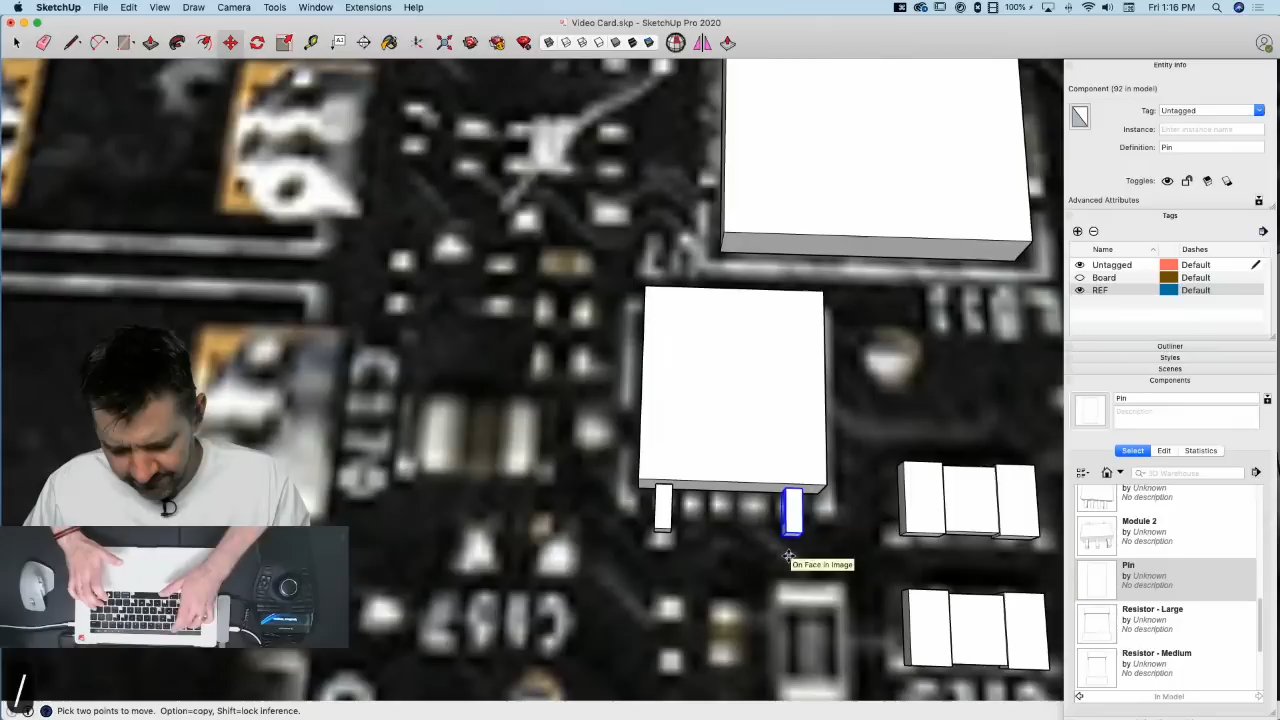 SketchUp File Edit View Draw Camera Tools Window Extensions Help
100% Fri 1:16 PM
Video Card.skp - SketchUp Pro 2020
Entity Info
Component (92 in model)
Tag: Untagged
Instance: Enter instance name
Definition: Pin
Toggles:
Advanced Attributes
Tags
Name Dashes
Untagged Default
Board Default
REF Default
Outliner
Styles
Scenes
Components
Pin
Description
Select Edit Statistics
3D Warehouse
by Unknown
No description
Module 2
by Unknown
No description
Pin
by Unknown
No description
Resistor - Large
by Unknown
No description
Resistor - Medium
by Unknown
No description
In Model
On Face in Image
/
Pick two points to move. Option=copy, Shift=lock inference.